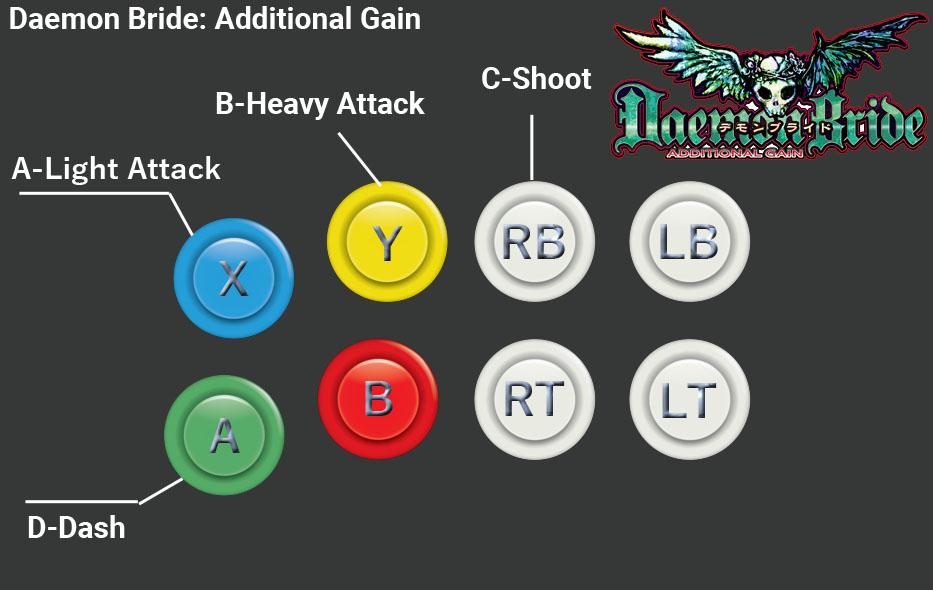 Daemon Bride: Additional Gain
C-Shoot
B-Heavy Attack
Daemon Bride
デモンブライド
ADDITIONAL GAIN
A-Light Attack
X
Y
RB
LB
A
B
RT
LT
D-Dash